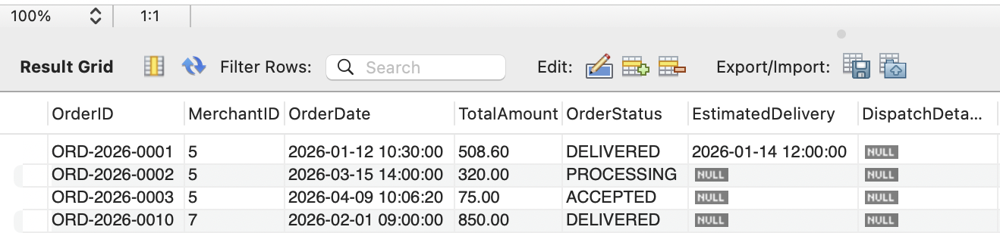 100% 1:1
Result Grid Filter Rows: Search Edit: Export/Import:
OrderID MerchantID OrderDate TotalAmount OrderStatus EstimatedDelivery DispatchDeta...
ORD-2026-0001 5 2026-01-12 10:30:00 508.60 DELIVERED 2026-01-14 12:00:00 NULL
ORD-2026-0002 5 2026-03-15 14:00:00 320.00 PROCESSING NULL NULL
ORD-2026-0003 5 2026-04-09 10:06:20 75.00 ACCEPTED NULL NULL
ORD-2026-0010 7 2026-02-01 09:00:00 850.00 DELIVERED NULL NULL